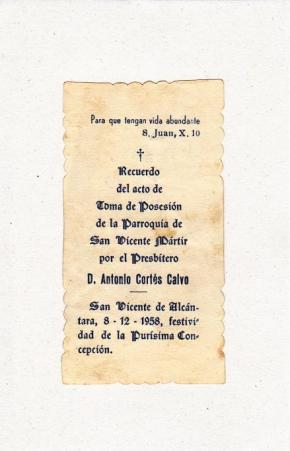 Para que tengan vida abundante
S. Juan, X. 10
†
Recuerdo
del acto de
Toma de Posesión
de la Parroquia de
San Vicente Mártir
por el Presbítero
D. Antonio Cortés Calvo
San Vicente de Alcán-
tara, 8 - 12 - 1958, festivi-
dad de la Purísima Con-
cepción.